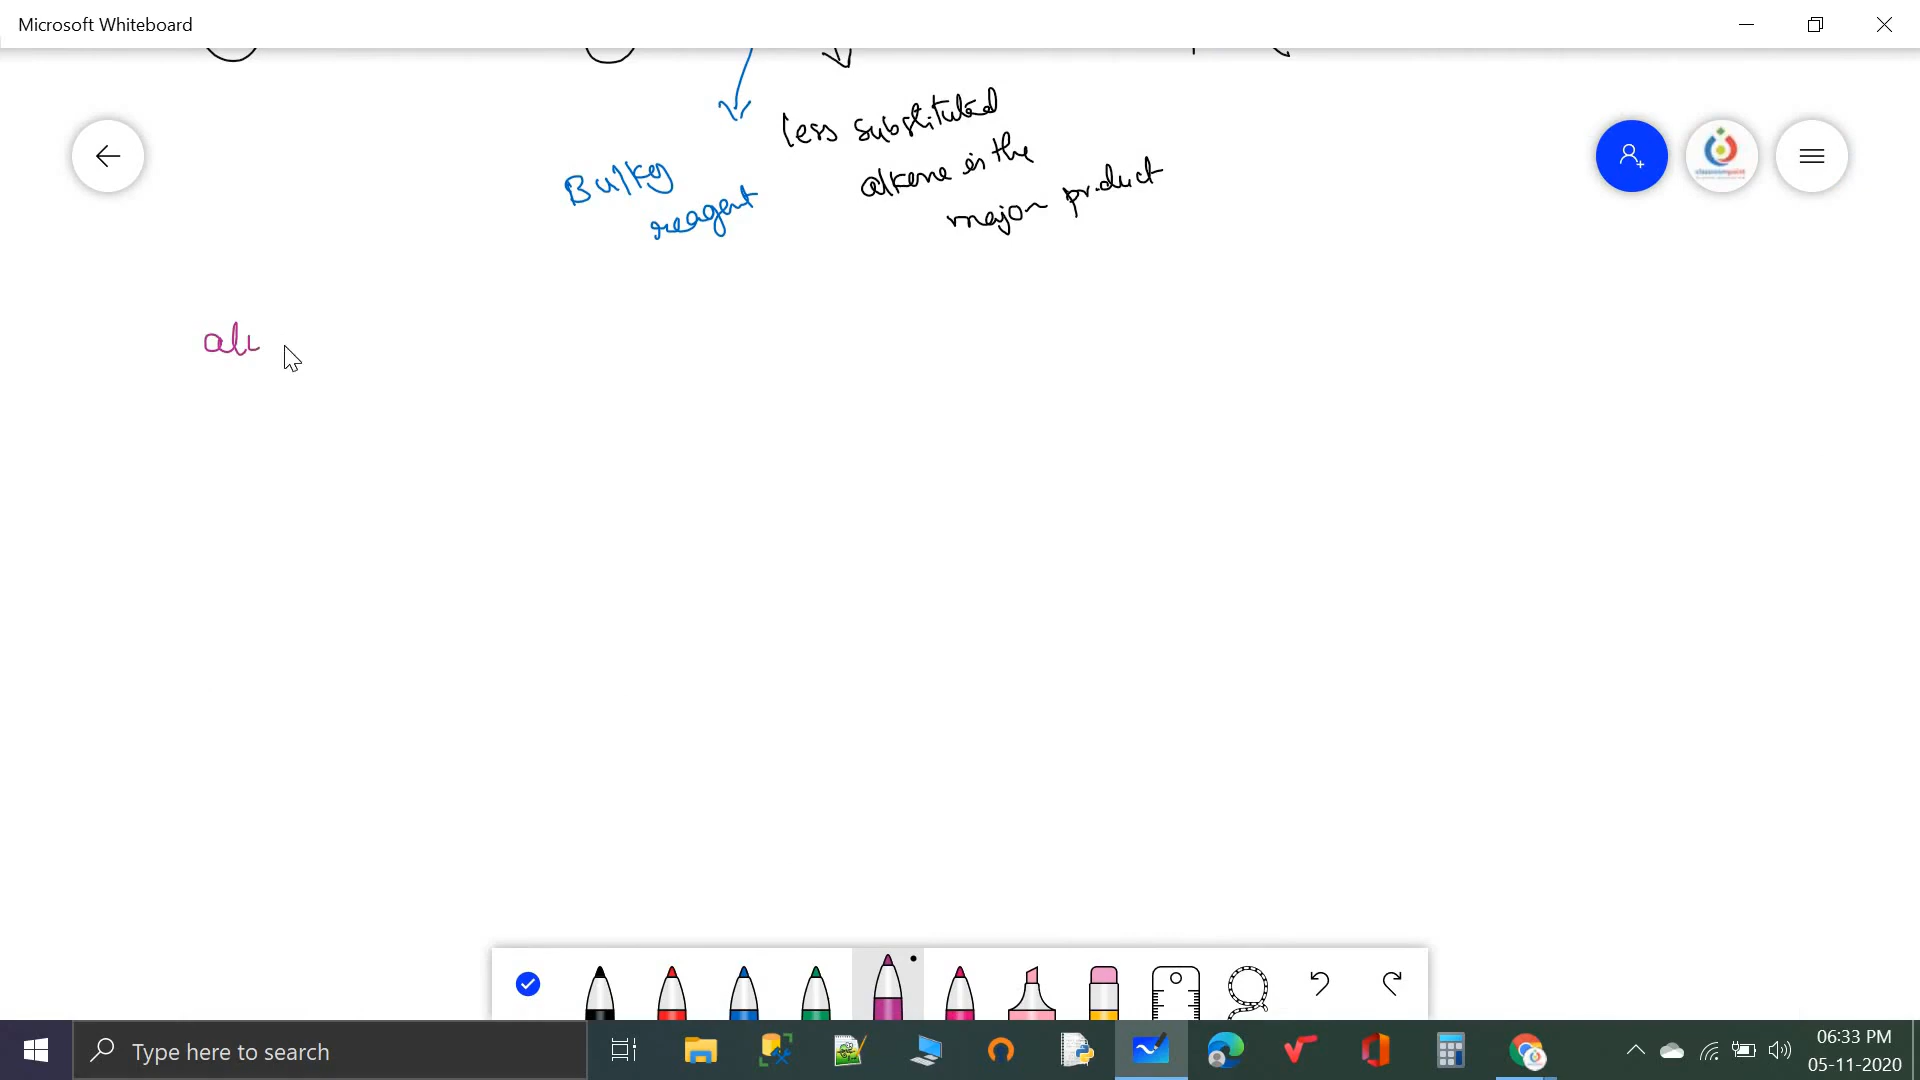 Microsoft Whiteboard
less substituted
alkene is the
major product
Bulky
reagent
Type here to search
06:33 PM
05-11-2020